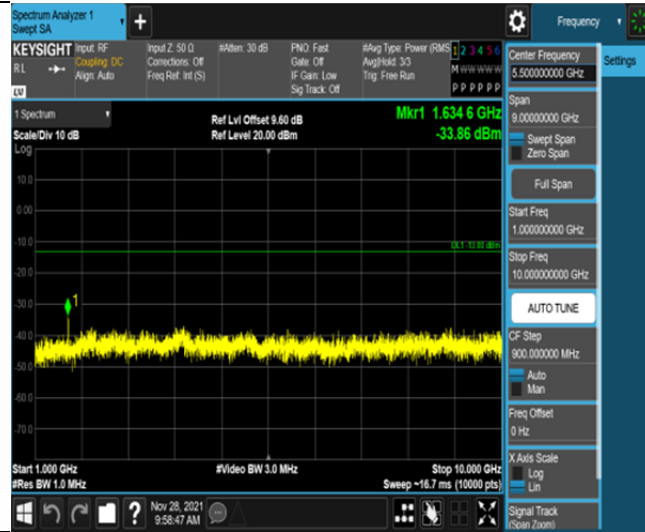 Spectrum Analyzer 1
Swept SA
Frequency
KEYSIGHT
RL
Input: RF
Coupling: DC
Align: Auto
Input Z: 50 Ω
Corrections: Off
Freq Ref: Int (S)
#Atten: 30 dB
PNO: Fast
Gate: Off
IF Gain: Low
Sig Track: Off
#Avg Type: Power (RMS
Avg|Hold: 3/3
Trig: Free Run
1 2 3 4 5 6
M W W W W W
P P P P P P
LXI
1 Spectrum
Scale/Div 10 dB
Ref Lvl Offset 9.60 dB
Ref Level 20.00 dBm
Mkr1 1.634 6 GHz
-33.86 dBm
Log
10.0
0.00
-10.0
DL1 -13.00 dBm
-20.0
-30.0
1
-40.0
-50.0
-60.0
-70.0
Start 1.000 GHz
#Res BW 1.0 MHz
#Video BW 3.0 MHz
Stop 10.000 GHz
Sweep ~16.7 ms (10000 pts)
Nov 28, 2021
9:58:47 AM
Center Frequency
5.500000000 GHz
Settings
Span
9.00000000 GHz
Swept Span
Zero Span
Full Span
Start Freq
1.000000000 GHz
Stop Freq
10.000000000 GHz
AUTO TUNE
CF Step
900.000000 MHz
Auto
Man
Freq Offset
0 Hz
X Axis Scale
Log
Lin
Signal Track
(Span Zoom)